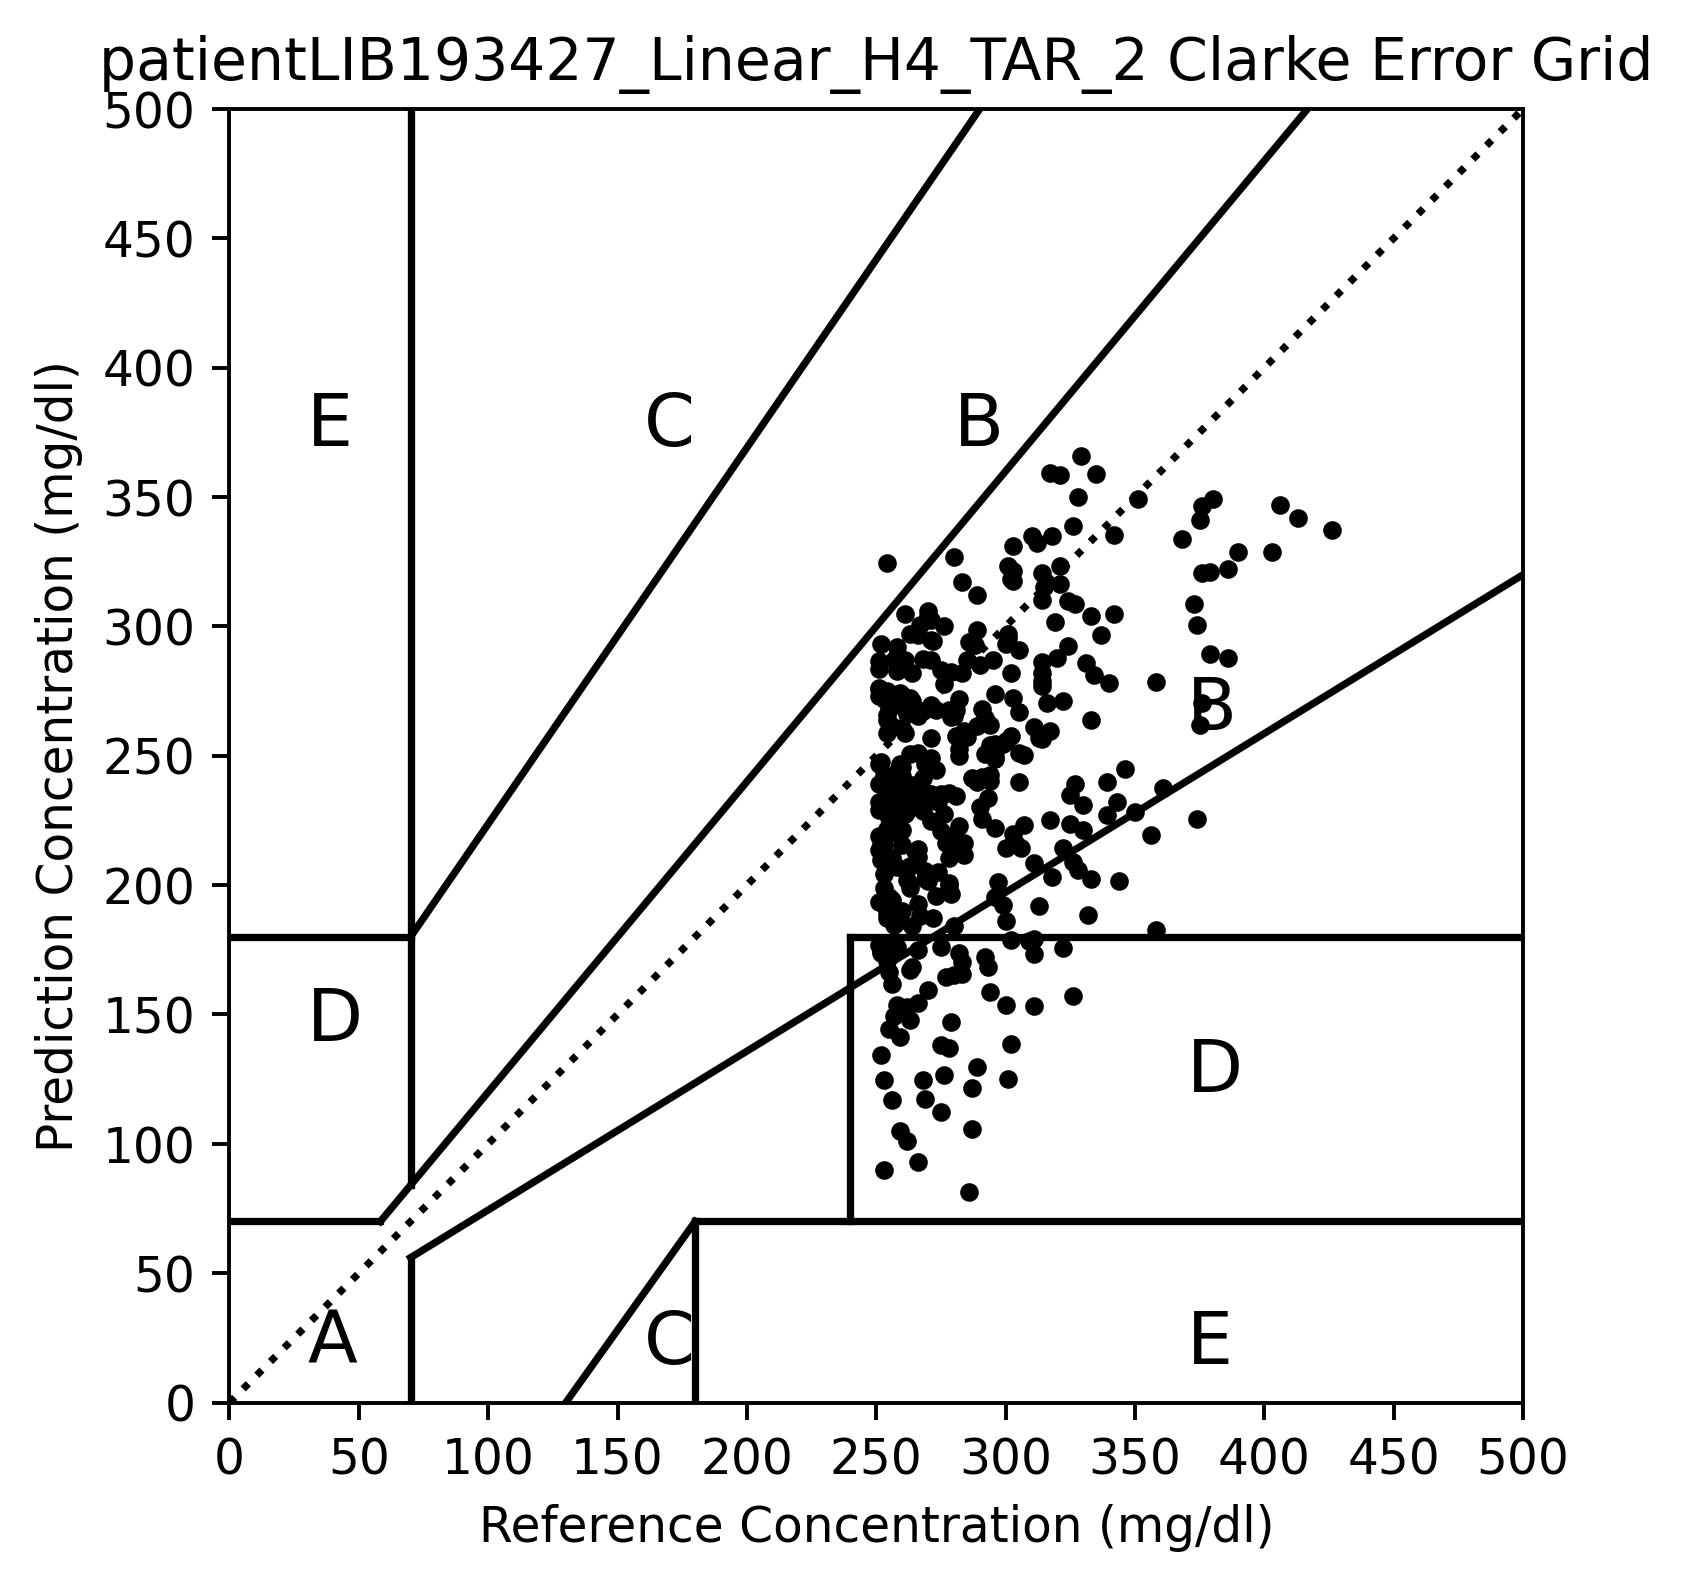 patientLIB193427_Linear_H4_TAR_2 Clarke Error Grid
500
450
400
350
300
250
200
150
100
50
0
Prediction Concentration (mg/dl)
E
C
B
B
D
D
A
C
E
0 50 100 150 200 250 300 350 400 450 500
Reference Concentration (mg/dl)